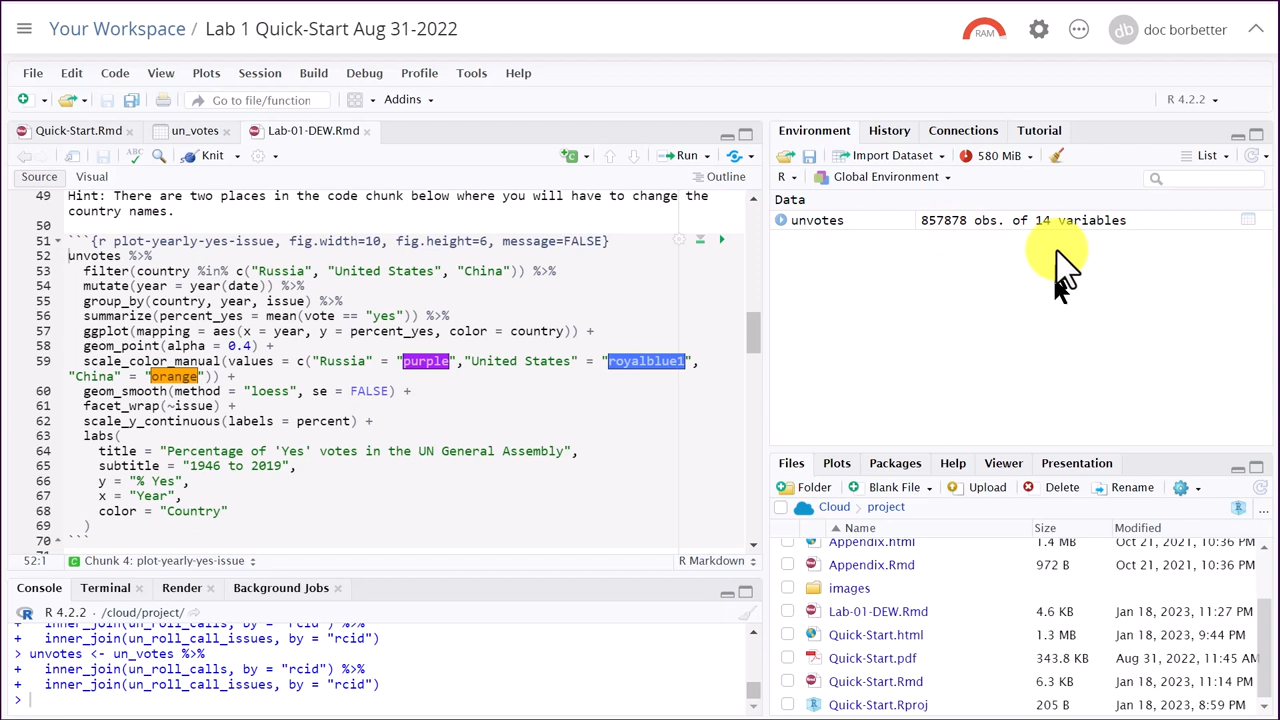 Your Workspace / Lab 1 Quick-Start Aug 31-2022
RAM
db doc borbetter
File Edit Code View Plots Session Build Debug Profile Tools Help
Go to file/function Addins R 4.2.2
Quick-Start.Rmd un_votes Lab-01-DEW.Rmd
ABC Knit Run
Source Visual Outline
49 Hint: There are two places in the code chunk below where you will have to change the
country names.
50
51 ```{r plot-yearly-yes-issue, fig.width=10, fig.height=6, message=FALSE}
52 unvotes %>%
53 filter(country %in% c("Russia", "United States", "China")) %>%
54 mutate(year = year(date)) %>%
55 group_by(country, year, issue) %>%
56 summarize(percent_yes = mean(vote == "yes")) %>%
57 ggplot(mapping = aes(x = year, y = percent_yes, color = country)) +
58 geom_point(alpha = 0.4) +
59 scale_color_manual(values = c("Russia" = "purple","United States" = "royalblue1",
"China" = "orange")) +
60 geom_smooth(method = "loess", se = FALSE) +
61 facet_wrap(~issue) +
62 scale_y_continuous(labels = percent) +
63 labs(
64 title = "Percentage of 'Yes' votes in the UN General Assembly",
65 subtitle = "1946 to 2019",
66 y = "% Yes",
67 x = "Year",
68 color = "Country"
69 )
70 ```
52: Chunk 4: plot-yearly-yes-issue R Markdown
Console Terminal Render Background Jobs
R 4.2.2 · /cloud/project/
+ inner_join(un_roll_calls, by = "rcid") %>%
+ inner_join(un_roll_call_issues, by = "rcid")
> unvotes <- un_votes %>%
+ inner_join(un_roll_calls, by = "rcid") %>%
+ inner_join(un_roll_call_issues, by = "rcid")
>
Environment History Connections Tutorial
Import Dataset 580 MiB List
R Global Environment
Data
unvotes 857878 obs. of 14 variables
Files Plots Packages Help Viewer Presentation
Folder Blank File Upload Delete Rename
Cloud project
Name Size Modified
Appendix.html 1.4 MB Oct 21, 2021, 10:36 PM
Appendix.Rmd 972 B Oct 21, 2021, 10:36 PM
images
Lab-01-DEW.Rmd 4.6 KB Jan 18, 2023, 11:27 PM
Quick-Start.html 1.3 MB Jan 18, 2023, 9:44 PM
Quick-Start.pdf 343.8 KB Aug 31, 2022, 11:45 AM
Quick-Start.Rmd 6.3 KB Jan 18, 2023, 11:14 PM
Quick-Start.Rproj 205 B Jan 18, 2023, 8:59 PM